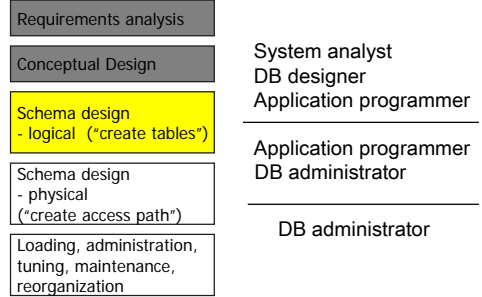 Requirements analysis
Conceptual Design
Schema design
- logical ("create tables")
Schema design
- physical
("create access path")
Loading, administration,
tuning, maintenance,
reorganization
System analyst
DB designer
Application programmer
Application programmer
DB administrator
DB administrator